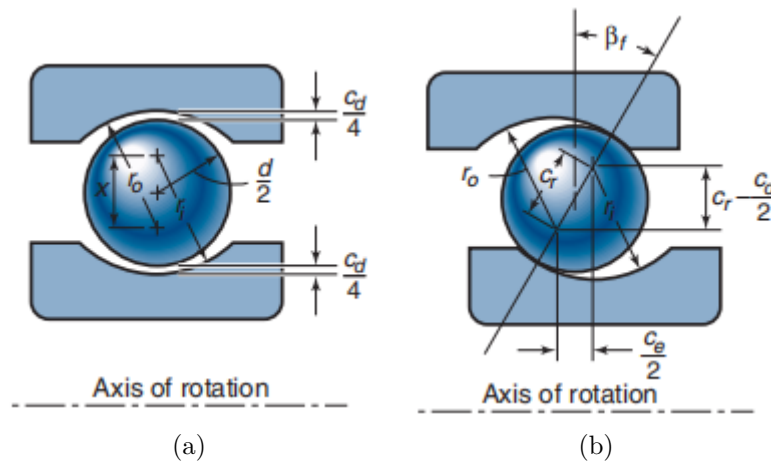 β_f
c_d/4
r_o
x
d/2
r_i
c_d/4
r_o
c_r
r_i
c_r - c/2
c_e/2
Axis of rotation
Axis of rotation
(a)
(b)